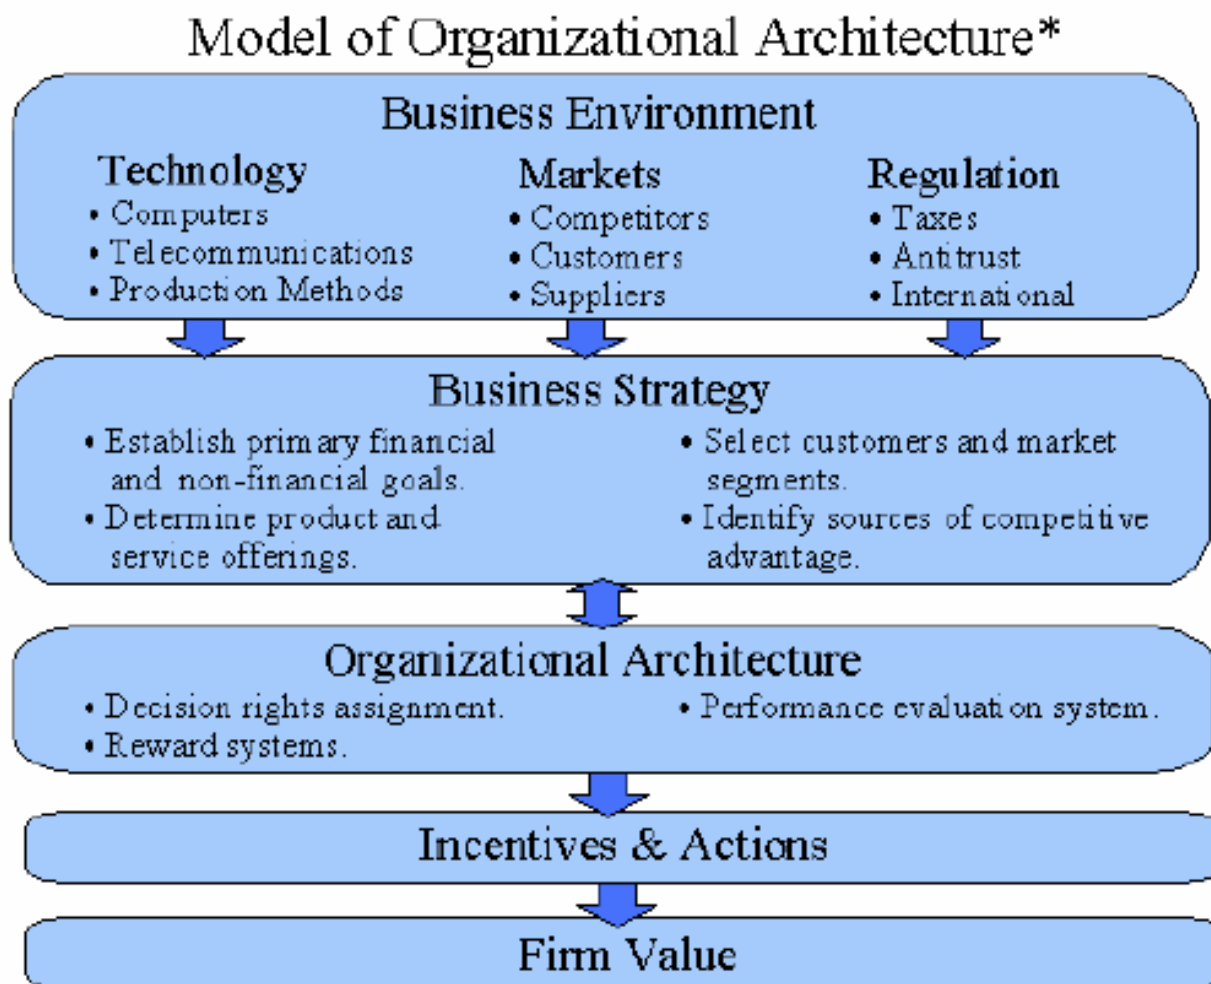 Model of Organizational Architecture*
Business Environment
Technology
• Computers
• Telecommunications
• Production Methods
Markets
• Competitors
• Customers
• Suppliers
Regulation
• Taxes
• Antitrust
• International
Business Strategy
• Establish primary financial
and non-financial goals.
• Determine product and
service offerings.
• Select customers and market
segments.
• Identify sources of competitive
advantage.
Organizational Architecture
• Decision rights assignment.
• Reward systems.
• Performance evaluation system.
Incentives & Actions
Firm Value